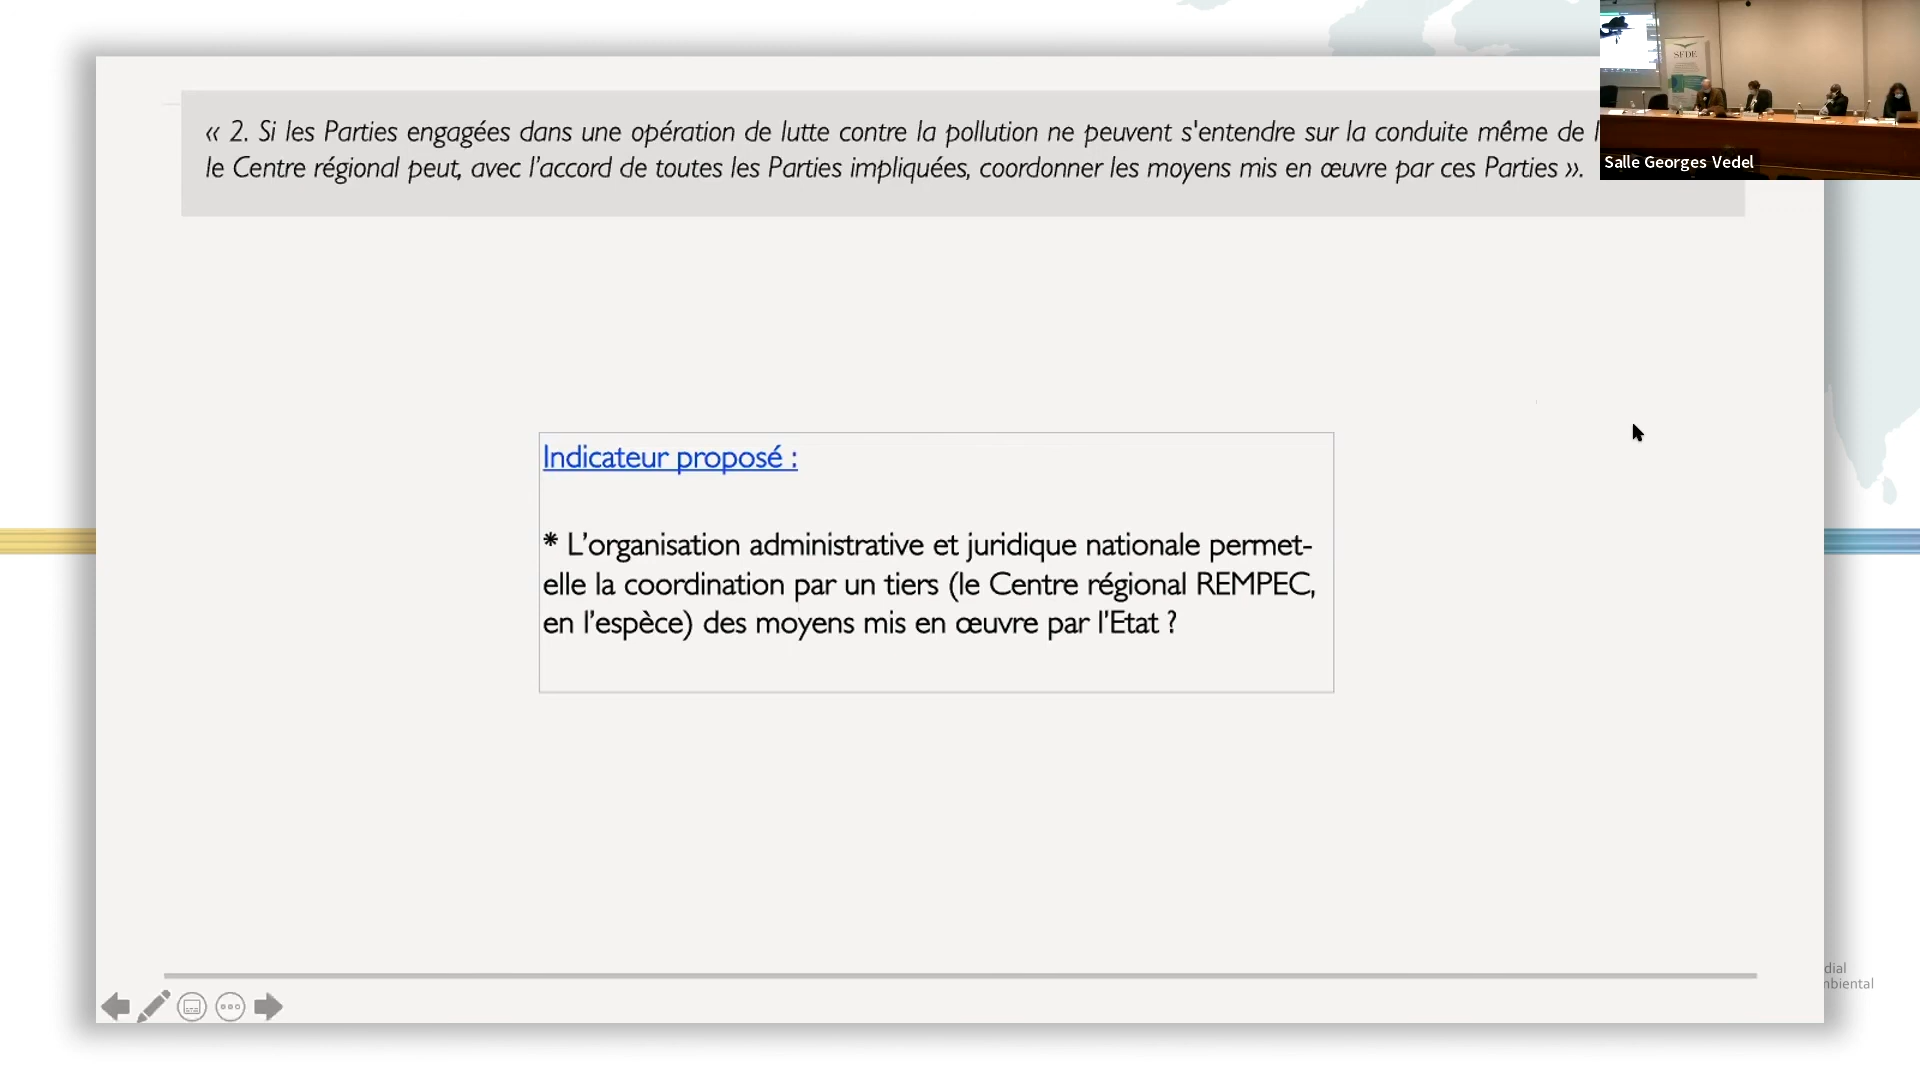 « 2. Si les Parties engagées dans une opération de lutte contre la pollution ne peuvent s'entendre sur la conduite même de
le Centre régional peut, avec l’accord de toutes les Parties impliquées, coordonner les moyens mis en œuvre par ces Parties ».
SFDE
Salle Georges Vedel
Indicateur proposé :
* L’organisation administrative et juridique nationale permet-
elle la coordination par un tiers (le Centre régional REMPEC,
en l’espèce) des moyens mis en œuvre par l’Etat ?